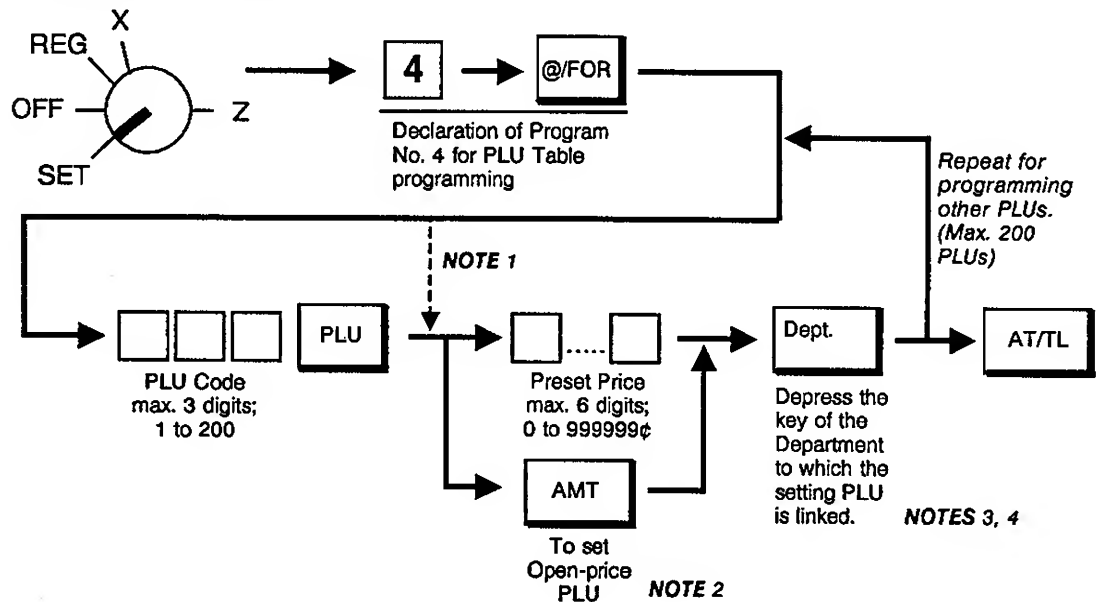 X
REG
OFF
Z
SET
4
@/FOR
Declaration of Program
No. 4 for PLU Table
programming
Repeat for
programming
other PLUs.
(Max. 200
PLUs)
NOTE 1
PLU
PLU Code
max. 3 digits;
1 to 200
.....
Preset Price
max. 6 digits;
0 to 999999¢
AMT
To set
Open-price
PLU
NOTE 2
Dept.
Depress the
key of the
Department
to which the
setting PLU
is linked.
NOTES 3, 4
AT/TL